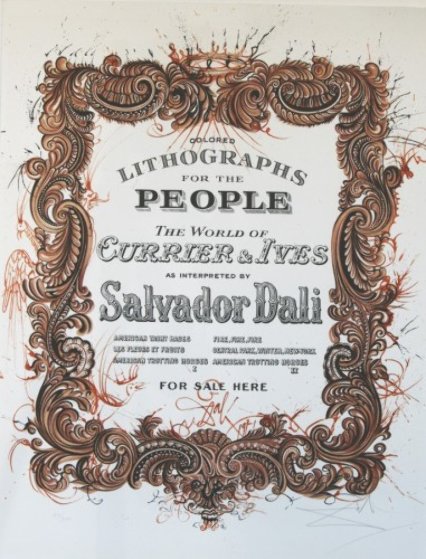 COLORED
LITHOGRAPHS
FOR THE
PEOPLE
THE WORLD OF
CURRIER & IVES
AS INTERPRETED BY
Salvador Dali
AMERICAN YACHT RACES FIRE, FIRE, FIRE
LES FLEURS ET FRUITS CENTRAL PARK, WINTER, NEW-YORK
AMERICAN TROTTING HORSES AMERICAN TROTTING HORSES
I II
FOR SALE HERE
Dali